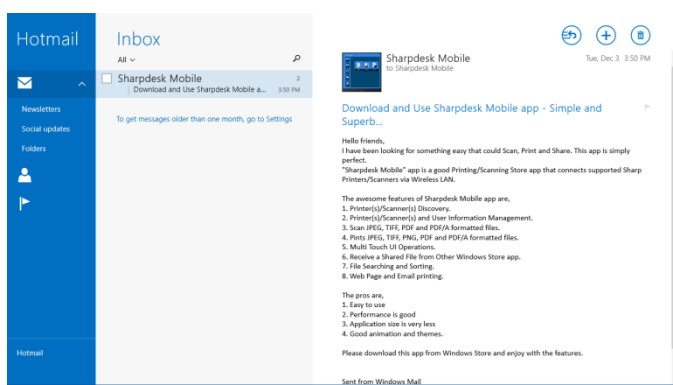 Hotmail
Newsletters
Social updates
Folders
Hotmail
Inbox
All
Sharpdesk Mobile 2
Download and Use Sharpdesk Mobile a... 3:50 PM
To get messages older than one month, go to Settings
Sharpdesk Mobile
to Sharpdesk Mobile
Tue, Dec 3 3:50 PM
Download and Use Sharpdesk Mobile app - Simple and
Superb...
Hello friends,
I have been looking for something easy that could Scan, Print and Share. This app is simply
perfect.
"Sharpdesk Mobile" app is a good Printing/Scanning Store app that connects supported Sharp
Printers/Scanners via Wireless LAN.
The awesome features of Sharpdesk Mobile app are,
1. Printer(s)/Scanner(s) Discovery.
2. Printer(s)/Scanner(s) and User Information Management.
3. Scan JPEG, TIFF, PDF and PDF/A formatted files.
4. Pints JPEG, TIFF, PNG, PDF and PDF/A formatted files.
5. Multi Touch UI Operations.
6. Receive a Shared File from Other Windows Store app.
7. File Searching and Sorting.
8. Web Page and Email printing.
The pros are,
1. Easy to use
2. Performance is good
3. Application size is very less
4. Good animation and themes.
Please download this app from Windows Store and enjoy with the features.
Sent from Windows Mail